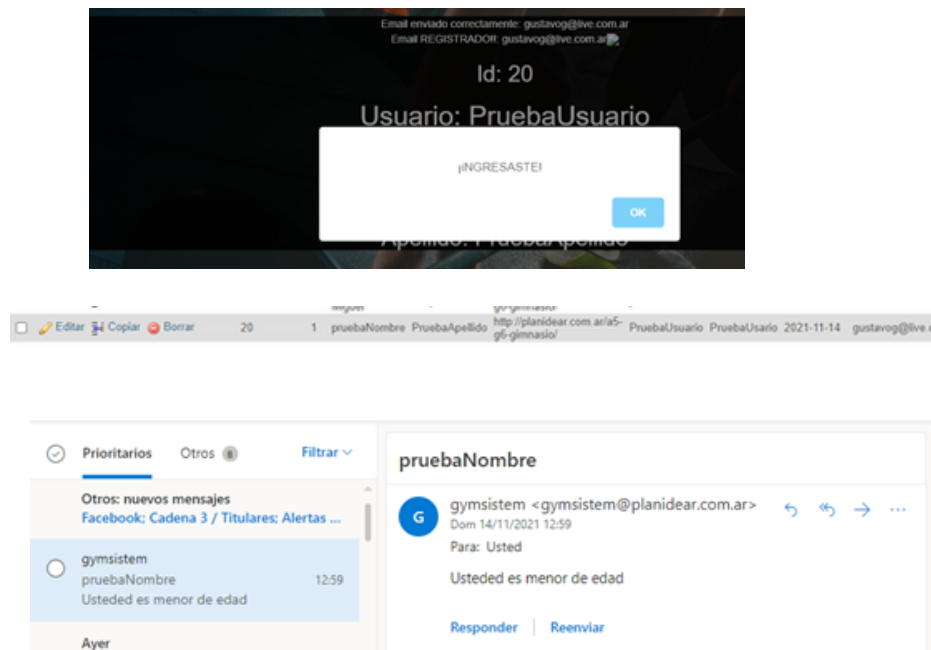 Email enviado correctamente: gustavog@live.com.ar
Email REGISTRADOR: gustavog@live.com.ar
Id: 20
Usuario: PruebaUsuario
¡INGRESASTE!
OK
Apellido: PruebaApellido
Miguel
g6-gimnasio/
Editar Copiar Borrar 20 1 pruebaNombre PruebaApellido http://planidear.com.ar/a5-g6-gimnasio/ PruebaUsuario PruebaUsario 2021-11-14 gustavog@live.c
Prioritarios Otros 8 Filtrar
Otros: nuevos mensajes
Facebook; Cadena 3 / Titulares; Alertas ...
gymsistem
pruebaNombre 12:59
Usteded es menor de edad
Ayer
pruebaNombre
G
gymsistem <gymsistem@planidear.com.ar>
Dom 14/11/2021 12:59
Para: Usted
Usteded es menor de edad
Responder Reenviar